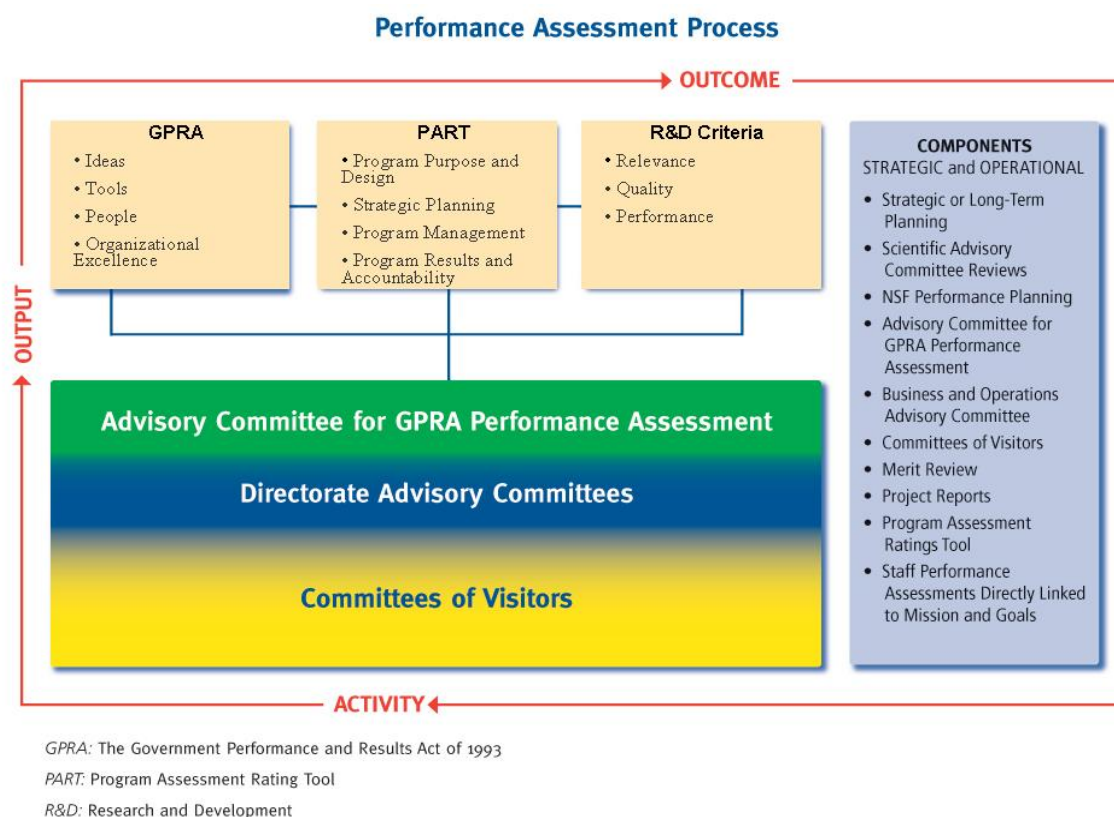 Performance Assessment Process
OUTCOME
GPRA
• Ideas
• Tools
• People
• Organizational
Excellence
PART
• Program Purpose and
Design
• Strategic Planning
• Program Management
• Program Results and
Accountability
R&D Criteria
• Relevance
• Quality
• Performance
COMPONENTS
STRATEGIC and OPERATIONAL
• Strategic or Long-Term
Planning
• Scientific Advisory
Committee Reviews
• NSF Performance Planning
• Advisory Committee for
GPRA Performance
Assessment
• Business and Operations
Advisory Committee
• Committees of Visitors
• Merit Review
• Project Reports
• Program Assessment
Ratings Tool
• Staff Performance
Assessments Directly Linked
to Mission and Goals
OUTPUT
Advisory Committee for GPRA Performance Assessment
Directorate Advisory Committees
Committees of Visitors
ACTIVITY
GPRA: The Government Performance and Results Act of 1993
PART: Program Assessment Rating Tool
R&D: Research and Development